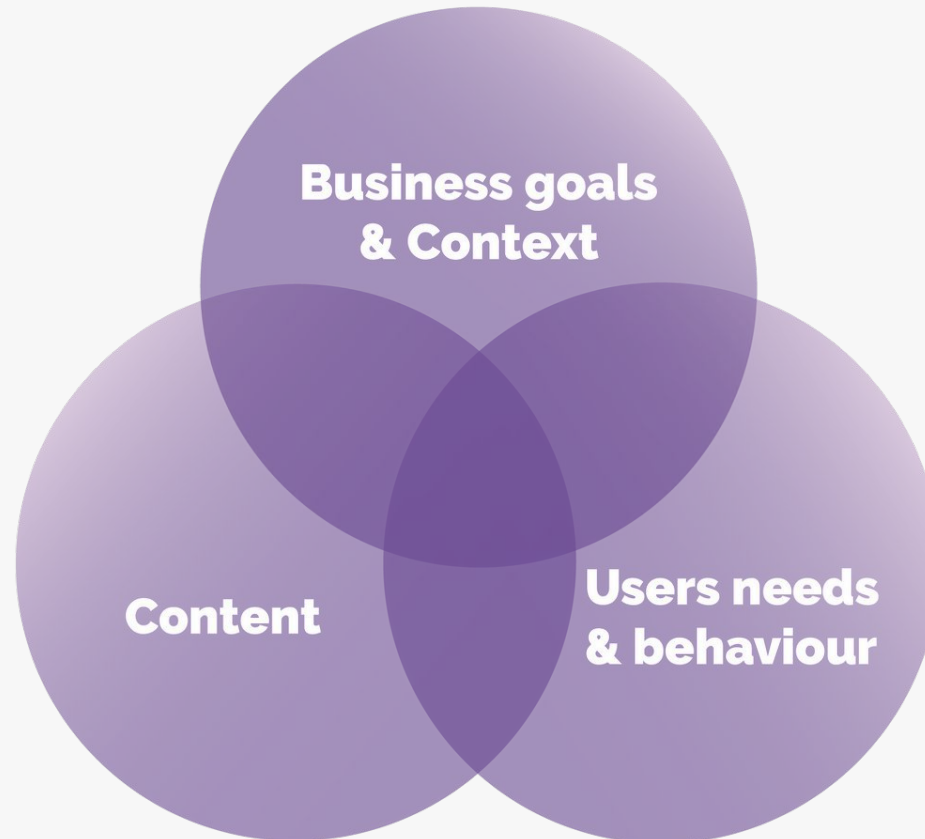 Business goals
& Context
Content
Users needs
& behaviour